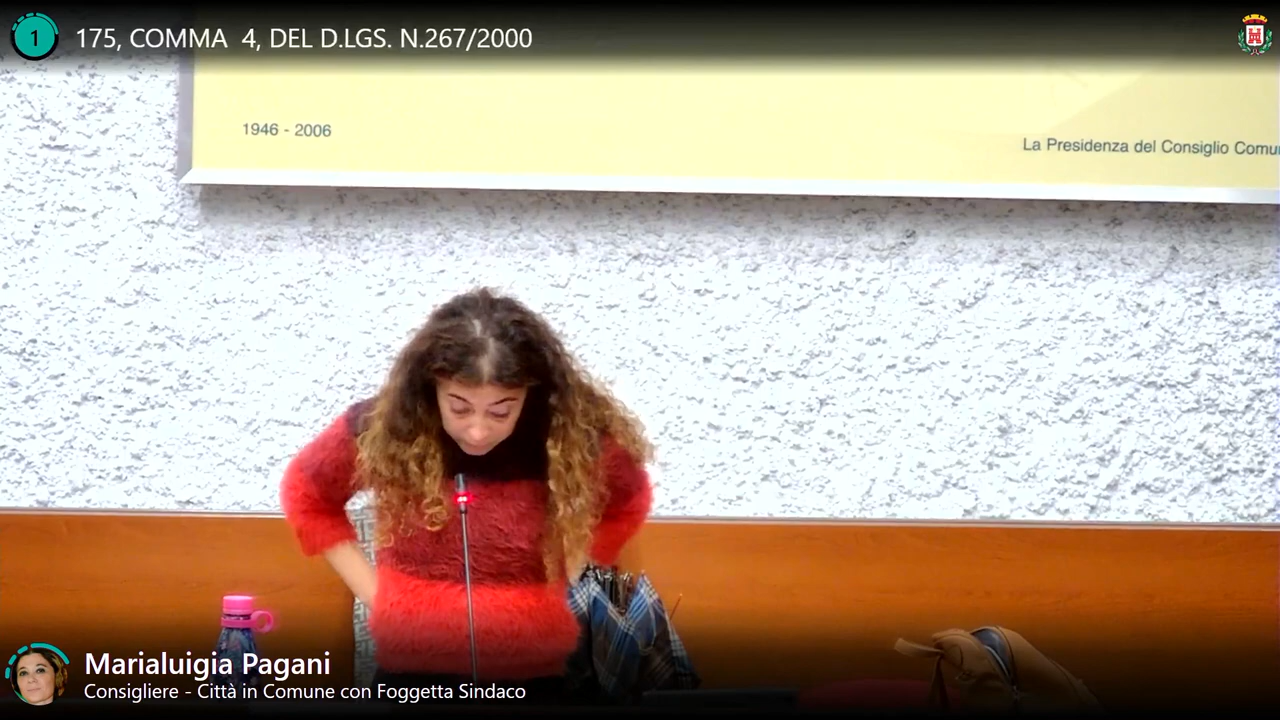 1
175, COMMA 4, DEL D.LGS. N.267/2000
1946 - 2006
La Presidenza del Consiglio
Marialuigia Pagani
Consigliere - Città in Comune con Foggetta Sindaco